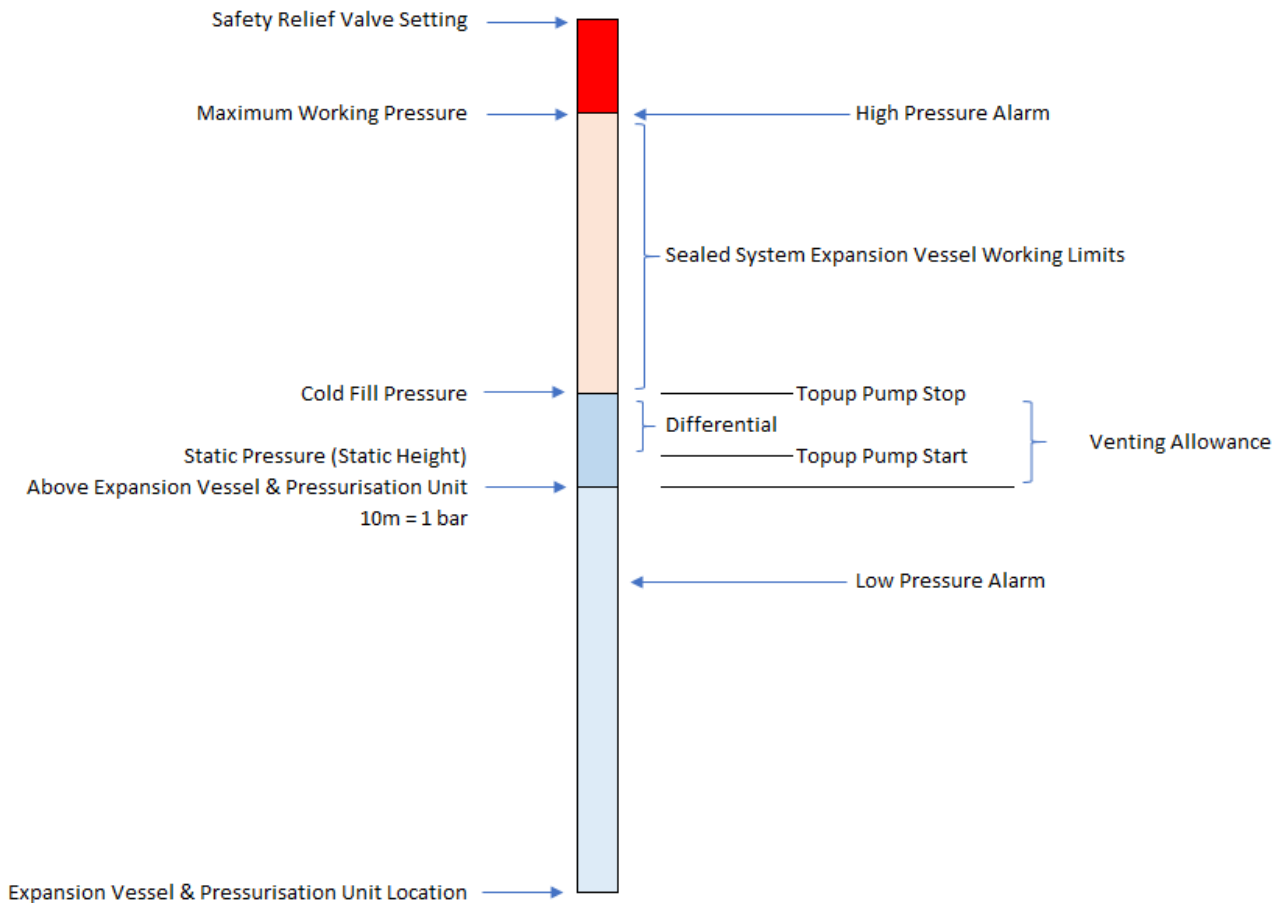 Safety Relief Valve Setting
Maximum Working Pressure
High Pressure Alarm
Sealed System Expansion Vessel Working Limits
Cold Fill Pressure
Topup Pump Stop
Differential
Venting Allowance
Static Pressure (Static Height)
Topup Pump Start
Above Expansion Vessel & Pressurisation Unit
10m = 1 bar
Low Pressure Alarm
Expansion Vessel & Pressurisation Unit Location